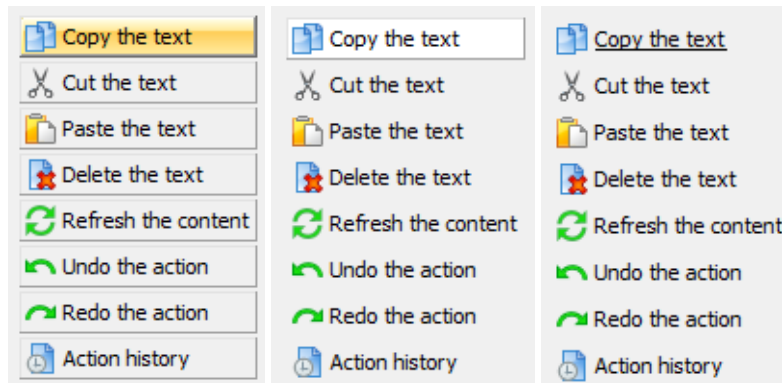 Copy the text
Cut the text
Paste the text
Delete the text
Refresh the content
Undo the action
Redo the action
Action history
Copy the text
Cut the text
Paste the text
Delete the text
Refresh the content
Undo the action
Redo the action
Action history
Copy the text
Cut the text
Paste the text
Delete the text
Refresh the content
Undo the action
Redo the action
Action history